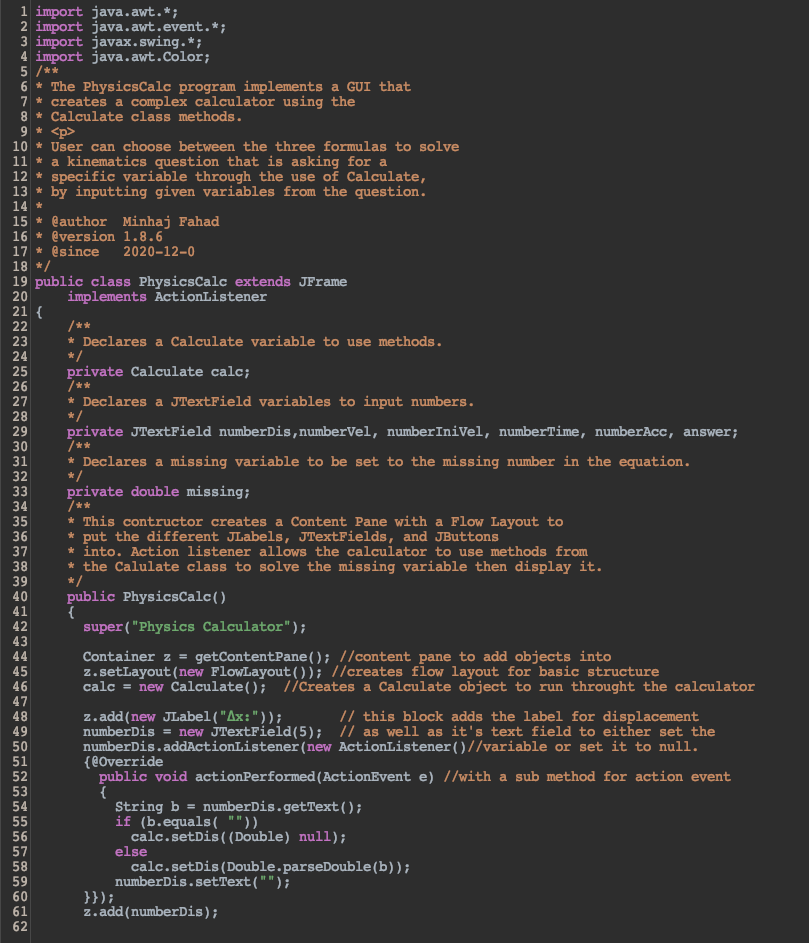 1 import java.awt.*;
2 import java.awt.event.*;
3 import javax.swing.*;
4 import java.awt.Color;
5 /**
6 * The PhysicsCalc program implements a GUI that
7 * creates a complex calculator using the
8 * Calculate class methods.
9 * <p>
10 * User can choose between the three formulas to solve
11 * a kinematics question that is asking for a
12 * specific variable through the use of Calculate,
13 * by inputting given variables from the question.
14 *
15 * @author  Minhaj Fahad
16 * @version 1.8.6
17 * @since   2020-12-0
18 */
19 public class PhysicsCalc extends JFrame
20     implements ActionListener
21 {
22     /**
23     * Declares a Calculate variable to use methods.
24     */
25     private Calculate calc;
26     /**
27     * Declares a JTextField variables to input numbers.
28     */
29     private JTextField numberDis,numberVel, numberIniVel, numberTime, numberAcc, answer;
30     /**
31     * Declares a missing variable to be set to the missing number in the equation.
32     */
33     private double missing;
34     /**
35     * This contructor creates a Content Pane with a Flow Layout to
36     * put the different JLabels, JTextFields, and JButtons
37     * into. Action listener allows the calculator to use methods from
38     * the Calulate class to solve the missing variable then display it.
39     */
40     public PhysicsCalc()
41     {
42       super("Physics Calculator");
43
44       Container z = getContentPane(); //content pane to add objects into
45       z.setLayout(new FlowLayout()); //creates flow layout for basic structure
46       calc = new Calculate();  //Creates a Calculate object to run throught the calculator
47
48       z.add(new JLabel("Δx:"));       // this block adds the label for displacement
49       numberDis = new JTextField(5);  // as well as it's text field to either set the
50       numberDis.addActionListener(new ActionListener()//variable or set it to null.
51       {@Override
52         public void actionPerformed(ActionEvent e) //with a sub method for action event
53         {
54           String b = numberDis.getText();
55           if (b.equals( ""))
56             calc.setDis((Double) null);
57           else
58             calc.setDis(Double.parseDouble(b));
59           numberDis.setText("");
60       }});
61       z.add(numberDis);
62